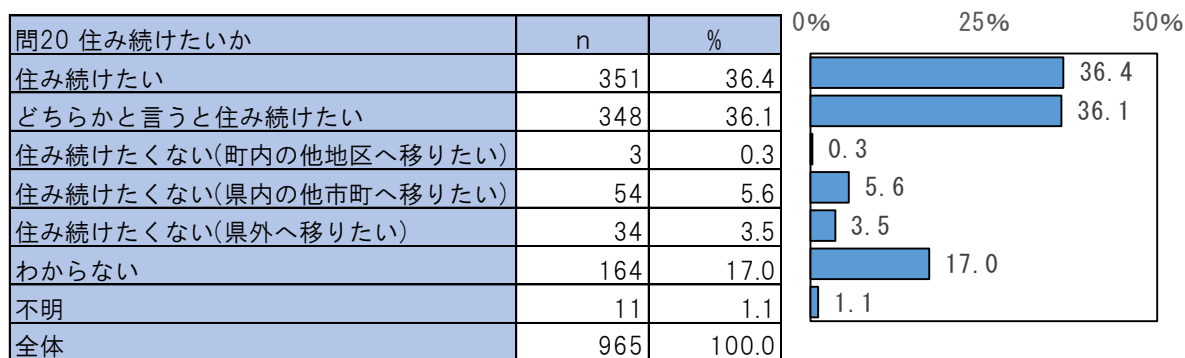 問20 住み続けたいか n %
住み続けたい 351 36.4
どちらかと言うと住み続けたい 348 36.1
住み続けたくない(町内の他地区へ移りたい) 3 0.3
住み続けたくない(県内の他市町へ移りたい) 54 5.6
住み続けたくない(県外へ移りたい) 34 3.5
わからない 164 17.0
不明 11 1.1
全体 965 100.0
0% 25% 50%
36.4
36.1
0.3
5.6
3.5
17.0
1.1